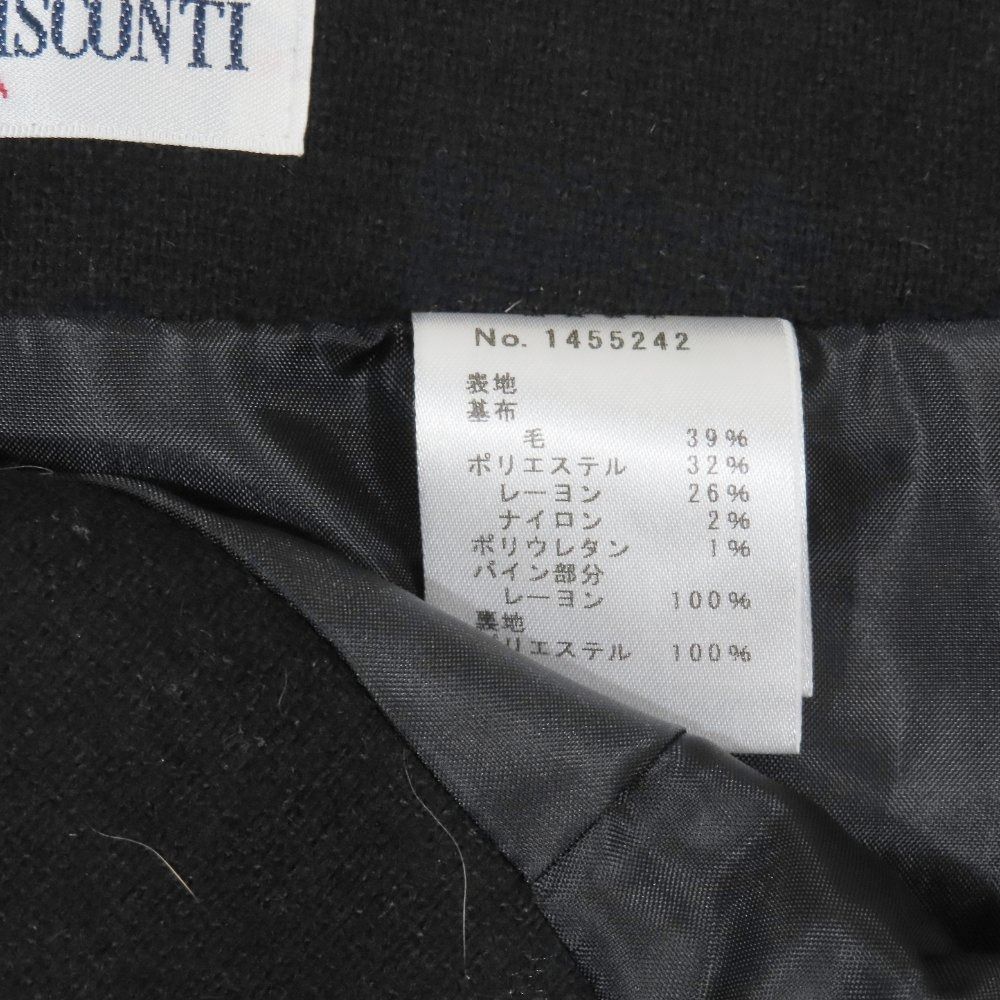 ISCONTI
No. 1455242
表地
基布
毛 39%
ポリエステル 32%
レーヨン 26%
ナイロン 2%
ポリウレタン 1%
パイン部分
レーヨン 100%
裏地
ポリエステル 100%